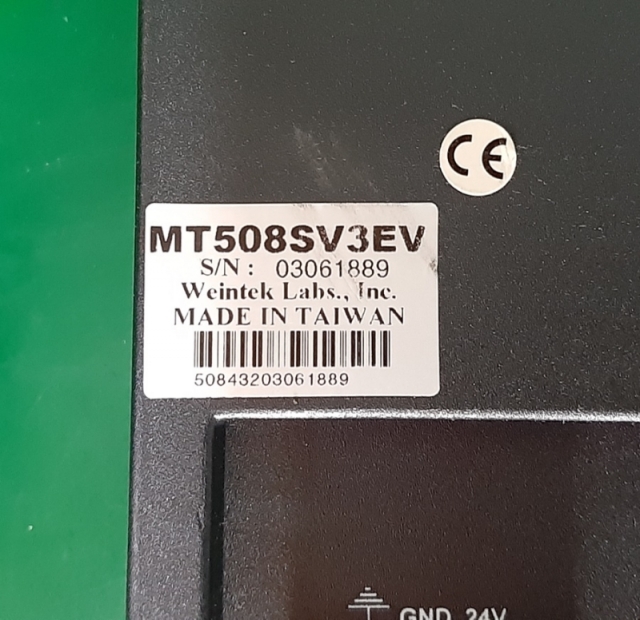 CE
MT508SV3EV
S/N : 03061889
Weintek Labs., Inc.
MADE IN TAIWAN
50843203061889
GND 24V